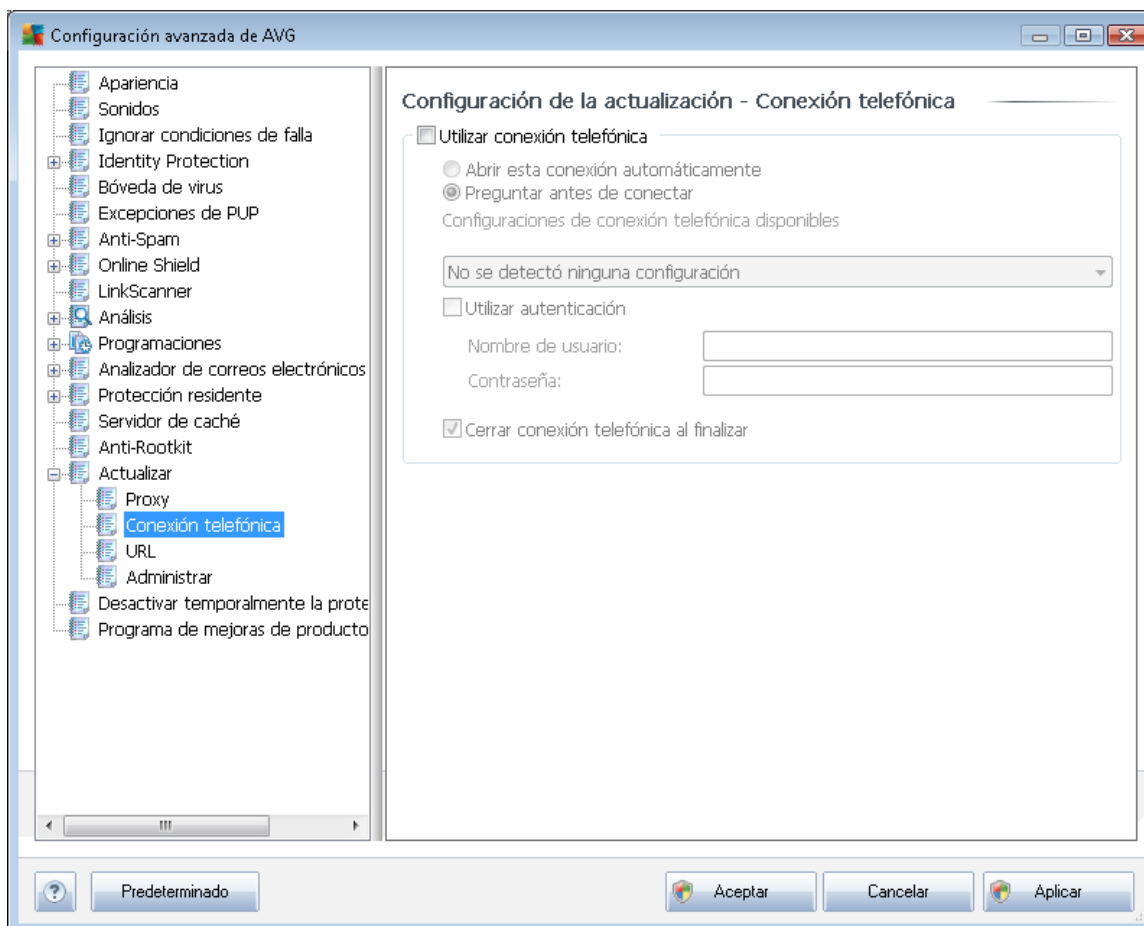 Configuración avanzada de AVG
Apariencia
Sonidos
Ignorar condiciones de falla
Identity Protection
Bóveda de virus
Excepciones de PUP
Anti-Spam
Online Shield
LinkScanner
Análisis
Programaciones
Analizador de correos electrónicos
Protección residente
Servidor de caché
Anti-Rootkit
Actualizar
Proxy
Conexión telefónica
URL
Administrar
Desactivar temporalmente la prote
Programa de mejoras de producto
Configuración de la actualización - Conexión telefónica
Utilizar conexión telefónica
Abrir esta conexión automáticamente
Preguntar antes de conectar
Configuraciones de conexión telefónica disponibles
No se detectó ninguna configuración
Utilizar autenticación
Nombre de usuario:
Contraseña:
Cerrar conexión telefónica al finalizar
? Predeterminado Aceptar Cancelar Aplicar